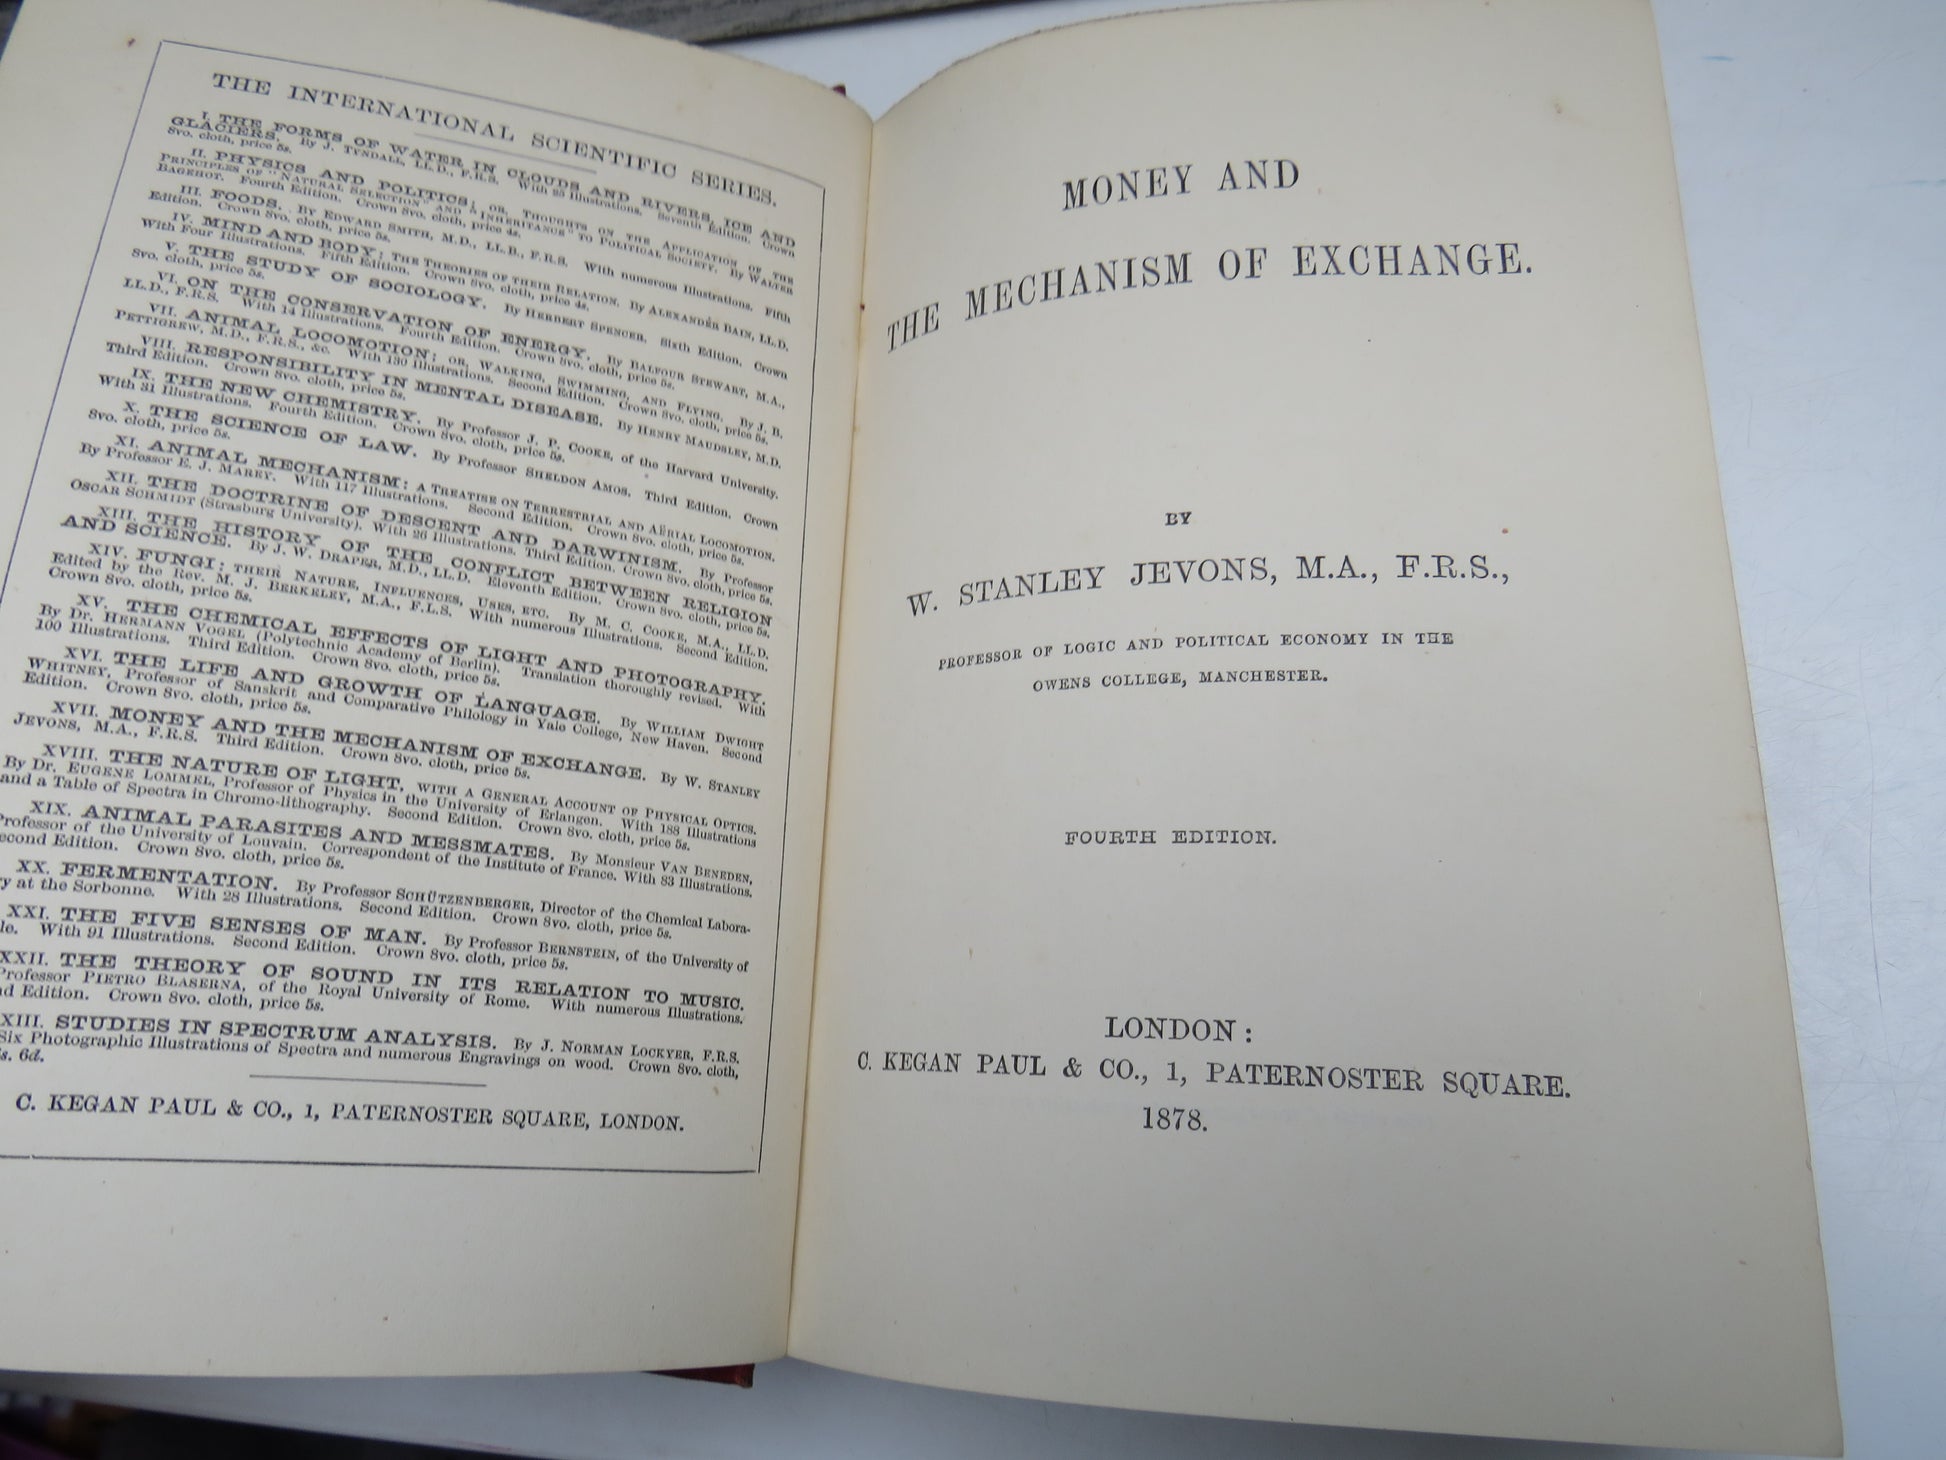 THE INTERNATIONAL SCIENTIFIC SERIES.
I. THE FORMS OF WATER IN CLOUDS AND RIVERS, ICE AND
GLACIERS. By J. TYNDALL, LL.D., F.R.S. With 25 Illustrations. Seventh Edition. Crown
8vo. cloth, price 5s.
II. PHYSICS AND POLITICS; OR, THOUGHTS ON THE APPLICATION OF THE
PRINCIPLES OF "NATURAL SELECTION" AND "INHERITANCE" TO POLITICAL SOCIETY. By WALTER
BAGEHOT. Fourth Edition. Crown 8vo. cloth, price 4s.
III. FOODS. By EDWARD SMITH, M.D., LL.B., F.R.S. With numerous Illustrations. Fifth
Edition. Crown 8vo. cloth, price 5s.
IV. MIND AND BODY; THE THEORIES OF THEIR RELATION. By ALEXANDER BAIN, LL.D.
With Four Illustrations. Fifth Edition. Crown 8vo. cloth, price 4s.
V. THE STUDY OF SOCIOLOGY. By HERBERT SPENCER. Sixth Edition. Crown
8vo. cloth, price 5s.
VI. ON THE CONSERVATION OF ENERGY. By BALFOUR STEWART, M.A.,
LL.D., F.R.S. With 14 Illustrations. Fourth Edition. Crown 8vo. cloth, price 5s.
VII. ANIMAL LOCOMOTION; OR, WALKING, SWIMMING, AND FLYING. By J. B.
PETTIGREW, M.D., F.R.S., &c. With 130 Illustrations. Second Edition. Crown 8vo. cloth, price 5s.
VIII. RESPONSIBILITY IN MENTAL DISEASE. By HENRY MAUDSLEY, M.D.
Third Edition. Crown 8vo. cloth, price 5s.
IX. THE NEW CHEMISTRY. By Professor J. P. COOKE, of the Harvard University.
With 31 Illustrations. Fourth Edition. Crown 8vo. cloth, price 5s.
X. THE SCIENCE OF LAW. By Professor SHELDON AMOS. Third Edition. Crown
8vo. cloth, price 5s.
XI. ANIMAL MECHANISM: A TREATISE ON TERRESTRIAL AND AËRIAL LOCOMOTION.
By Professor E. J. MAREY. With 117 Illustrations. Second Edition. Crown 8vo. cloth, price 5s.
XII. THE DOCTRINE OF DESCENT AND DARWINISM. By Professor
OSCAR SCHMIDT (Strasburg University). With 26 Illustrations. Third Edition. Crown 8vo. cloth, price 5s.
XIII. THE HISTORY OF THE CONFLICT BETWEEN RELIGION
AND SCIENCE. By J. W. DRAPER, M.D., LL.D. Eleventh Edition. Crown 8vo. cloth, price 5s.
XIV. FUNGI; THEIR NATURE, INFLUENCES, USES, ETC. By M. C. COOKE, M.A., LL.D.
Edited by the Rev. M. J. BERKELEY, M.A., F.L.S. With numerous Illustrations. Second Edition.
Crown 8vo. cloth, price 5s.
XV. THE CHEMICAL EFFECTS OF LIGHT AND PHOTOGRAPHY.
By Dr. HERMANN VOGEL (Polytechnic Academy of Berlin). Translation thoroughly revised. With
100 Illustrations. Third Edition. Crown 8vo. cloth, price 5s.
XVI. THE LIFE AND GROWTH OF LANGUAGE. By WILLIAM DWIGHT
WHITNEY, Professor of Sanskrit and Comparative Philology in Yale College, New Haven. Second
Edition. Crown 8vo. cloth, price 5s.
XVII. MONEY AND THE MECHANISM OF EXCHANGE. By W. STANLEY
JEVONS, M.A., F.R.S. Third Edition. Crown 8vo. cloth, price 5s.
XVIII. THE NATURE OF LIGHT, WITH A GENERAL ACCOUNT OF PHYSICAL OPTICS.
By Dr. EUGENE LOMMEL, Professor of Physics in the University of Erlangen. With 188 Illustrations
and a Table of Spectra in Chromo-lithography. Second Edition. Crown 8vo. cloth, price 5s.
XIX. ANIMAL PARASITES AND MESSMATES. By Monsieur VAN BENEDEN,
Professor of the University of Louvain. Correspondent of the Institute of France. With 83 Illustrations.
econd Edition. Crown 8vo. cloth, price 5s.
XX. FERMENTATION. By Professor SCHÜTZENBERGER, Director of the Chemical Labora-
y at the Sorbonne. With 28 Illustrations. Second Edition. Crown 8vo. cloth, price 5s.
XXI. THE FIVE SENSES OF MAN. By Professor BERNSTEIN, of the University of
le. With 91 Illustrations. Second Edition. Crown 8vo. cloth, price 5s.
XXII. THE THEORY OF SOUND IN ITS RELATION TO MUSIC.
Professor PIETRO BLASERNA, of the Royal University of Rome. With numerous Illustrations.
d Edition. Crown 8vo. cloth, price 5s.
XIII. STUDIES IN SPECTRUM ANALYSIS. By J. NORMAN LOCKYER, F.R.S.
Six Photographic Illustrations of Spectra and numerous Engravings on wood. Crown 8vo. cloth,
s. 6d.
C. KEGAN PAUL & CO., 1, PATERNOSTER SQUARE, LONDON.
MONEY AND
THE MECHANISM OF EXCHANGE.
BY
W. STANLEY JEVONS, M.A., F.R.S.,
PROFESSOR OF LOGIC AND POLITICAL ECONOMY IN THE
OWENS COLLEGE, MANCHESTER.
FOURTH EDITION.
LONDON:
C. KEGAN PAUL & CO., 1, PATERNOSTER SQUARE.
1878.